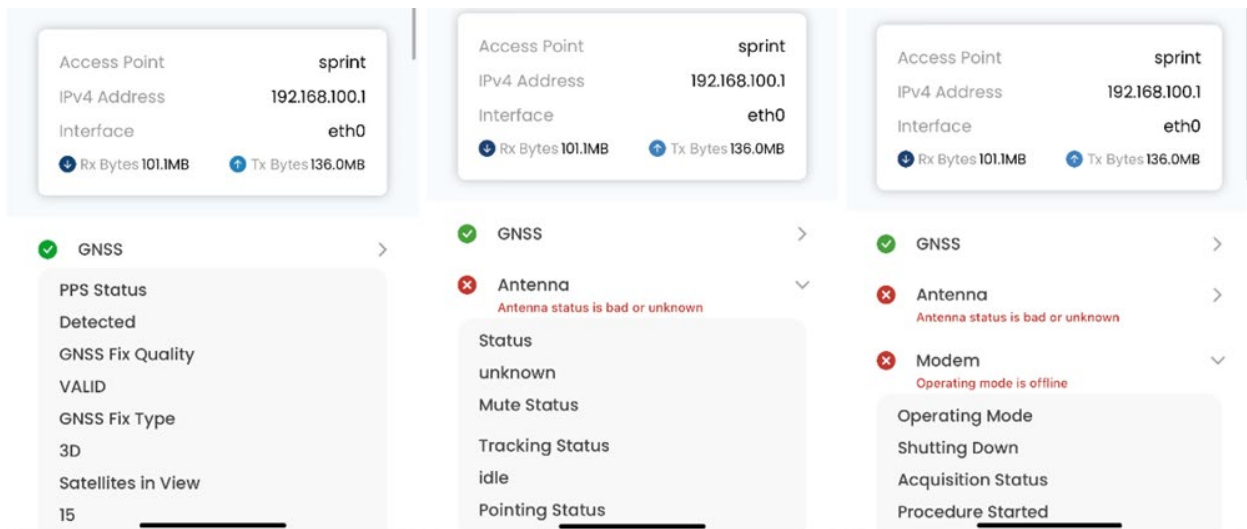 Access Point sprint
IPv4 Address 192.168.100.1
Interface eth0
Rx Bytes 101.1MB Tx Bytes 136.0MB
GNSS
PPS Status
Detected
GNSS Fix Quality
VALID
GNSS Fix Type
3D
Satellites in View
15
Access Point sprint
IPv4 Address 192.168.100.1
Interface eth0
Rx Bytes 101.1MB Tx Bytes 136.0MB
GNSS
Antenna
Antenna status is bad or unknown
Status
unknown
Mute Status
Tracking Status
idle
Pointing Status
Access Point sprint
IPv4 Address 192.168.100.1
Interface eth0
Rx Bytes 101.1MB Tx Bytes 136.0MB
GNSS
Antenna
Antenna status is bad or unknown
Modem
Operating mode is offline
Operating Mode
Shutting Down
Acquisition Status
Procedure Started